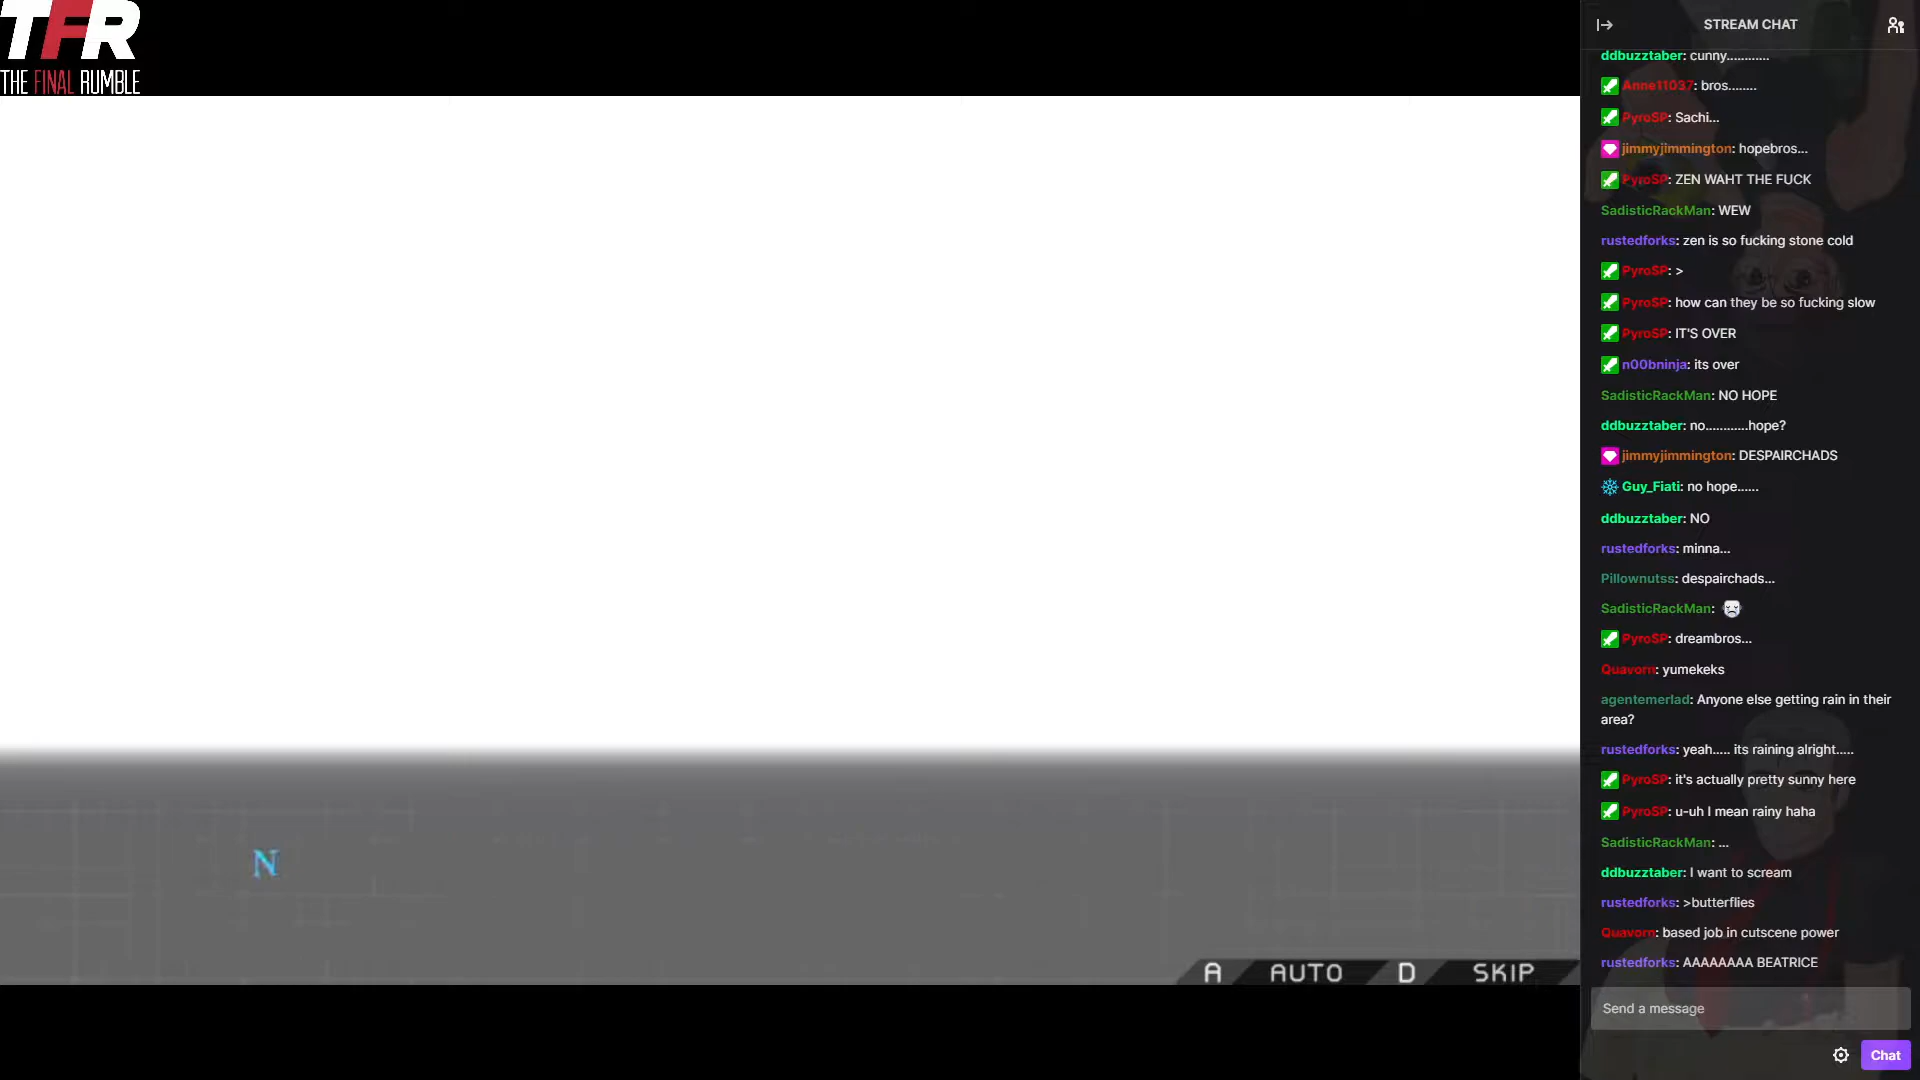 TFR
THE FINAL RUMBLE
N
A AUTO D SKIP
STREAM CHAT
ddbuzztaber: cunny............
Anne11037: bros........
PyroSP: Sachi...
jimmyjimmington: hopebros...
PyroSP: ZEN WAHT THE FUCK
SadisticRackMan: WEW
rustedforks: zen is so fucking stone cold
PyroSP: >
PyroSP: how can they be so fucking slow
PyroSP: IT'S OVER
n00bninja: its over
SadisticRackMan: NO HOPE
ddbuzztaber: no............hope?
jimmyjimmington: DESPAIRCHADS
Guy_Fiati: no hope......
ddbuzztaber: NO
rustedforks: minna...
Pillownutss: despairchads...
SadisticRackMan:
PyroSP: dreambros...
Quavorn: yumekeks
agentemerlad: Anyone else getting rain in their
area?
rustedforks: yeah..... its raining alright.....
PyroSP: it's actually pretty sunny here
PyroSP: u-uh I mean rainy haha
SadisticRackMan: ...
ddbuzztaber: I want to scream
rustedforks: >butterflies
Quavorn: based job in cutscene power
rustedforks: AAAAAAAA BEATRICE
Send a message
Chat